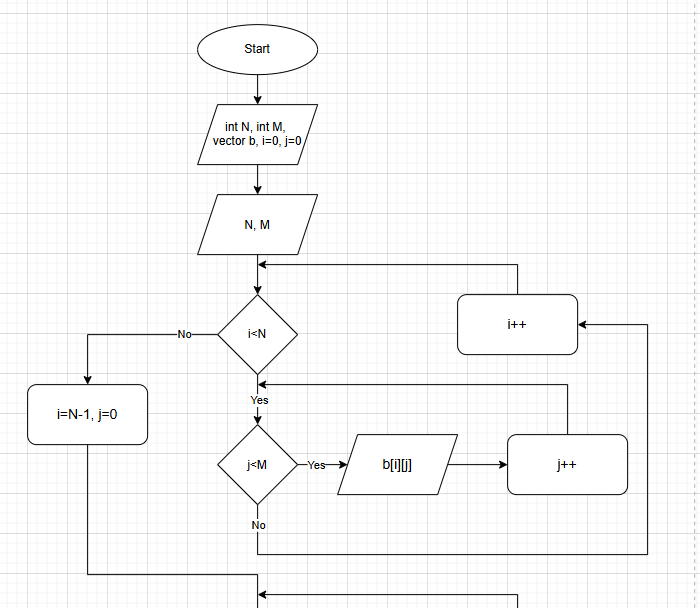 Start
int N, int M,
vector b, i=0, j=0
N, M
i++
No
i<N
Yes
i=N-1, j=0
j<M
Yes
b[i][j]
j++
No